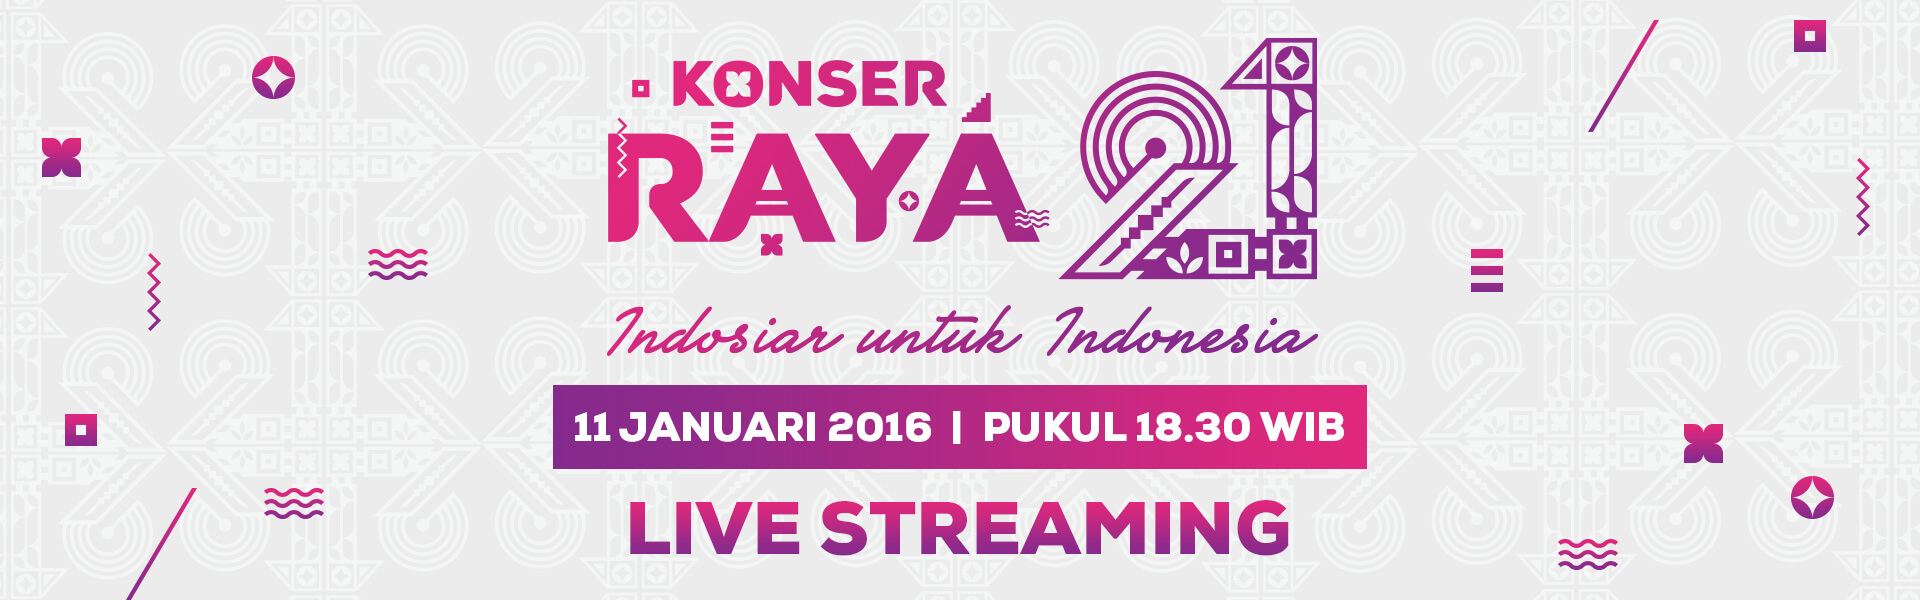 KONSER
RAYA 21
Indosiar untuk Indonesia
11 JANUARI 2016 | PUKUL 18.30 WIB
LIVE STREAMING